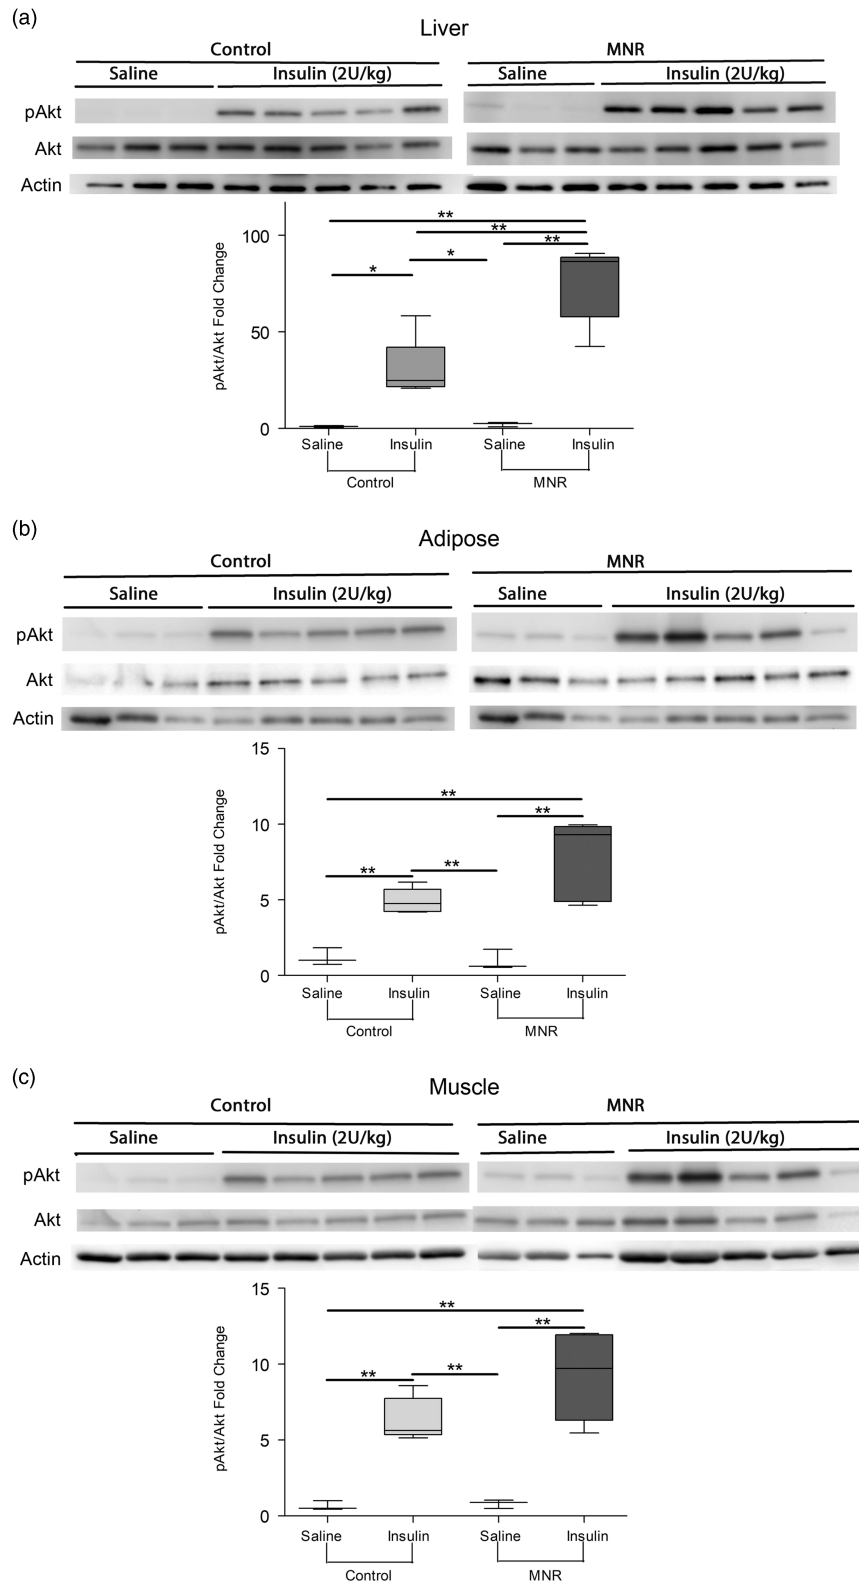 (a)
Liver
Control MNR
Saline Insulin (2U/kg) Saline Insulin (2U/kg)
pAkt
Akt
Actin
**
**
* * **
100
50
0
pAkt/Akt Fold Change
Saline Insulin Saline Insulin
Control MNR
(b)
Adipose
Control MNR
Saline Insulin (2U/kg) Saline Insulin (2U/kg)
pAkt
Akt
Actin
15
10
5
0
pAkt/Akt Fold Change
**
**
** **
Saline Insulin Saline Insulin
Control MNR
(c)
Muscle
Control MNR
Saline Insulin (2U/kg) Saline Insulin (2U/kg)
pAkt
Akt
Actin
15
10
5
0
pAkt/Akt Fold Change
**
**
** **
Saline Insulin Saline Insulin
Control MNR